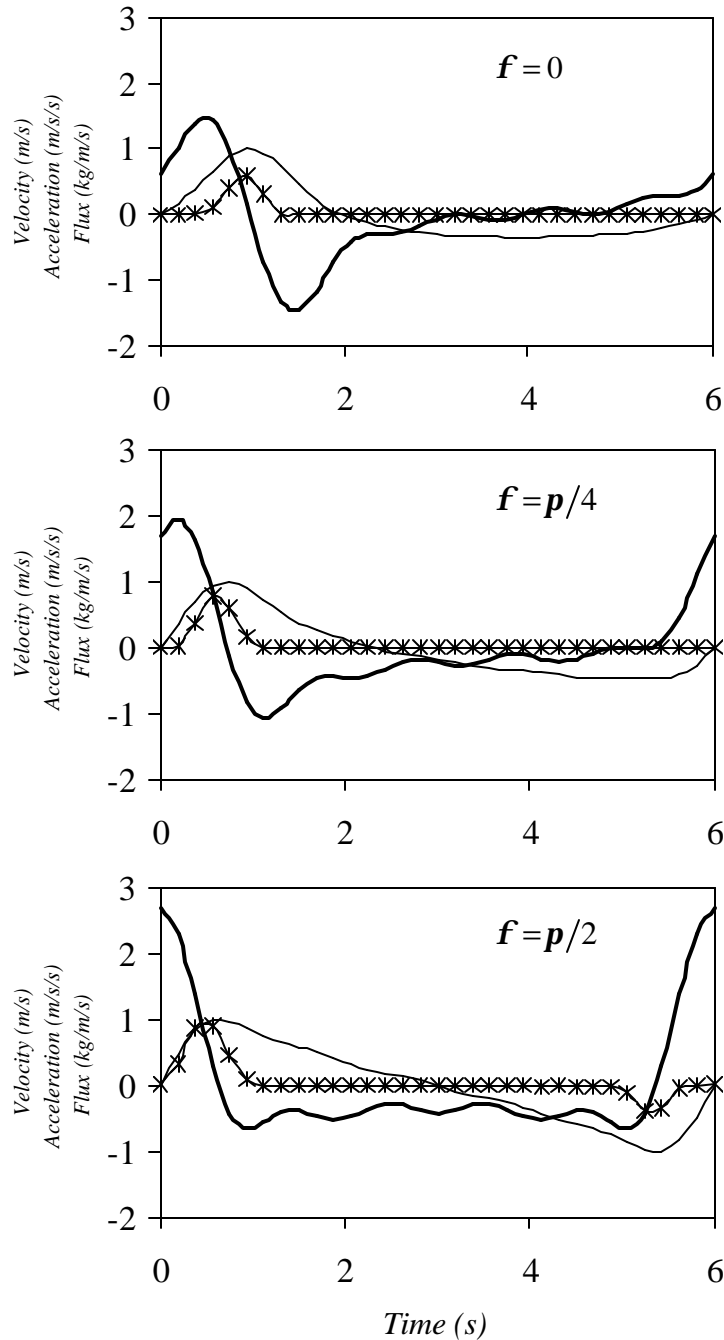 3
2
1
0
-1
-2
Velocity (m/s)
Acceleration (m/s/s)
Flux (kg/m/s)
f = 0
0 2 4 6
3
2
1
0
-1
-2
Velocity (m/s)
Acceleration (m/s/s)
Flux (kg/m/s)
f = p/4
0 2 4 6
3
2
1
0
-1
-2
Velocity (m/s)
Acceleration (m/s/s)
Flux (kg/m/s)
f = p/2
0 2 4 6
Time (s)